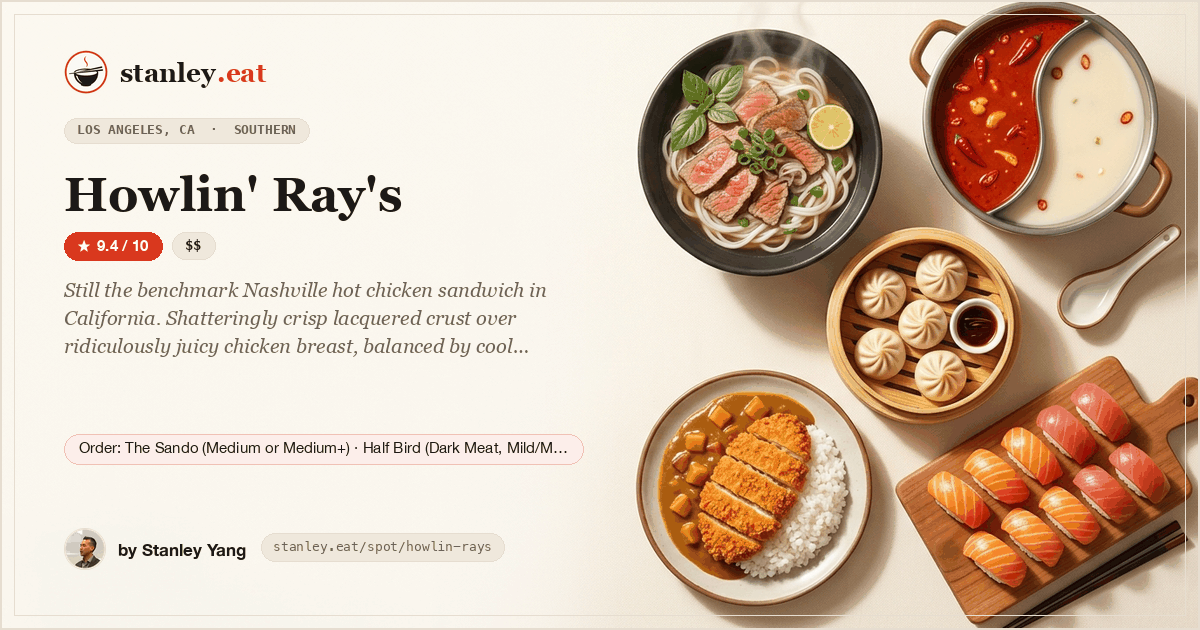 stanley.eat
LOS ANGELES, CA · SOUTHERN
Howlin' Ray's
★ 9.4 / 10 $$
Still the benchmark Nashville hot chicken sandwich in
California. Shatteringly crisp lacquered crust over
ridiculously juicy chicken breast, balanced by cool...
Order: The Sando (Medium or Medium+) · Half Bird (Dark Meat, Mild/M...
by Stanley Yang stanley.eat/spot/howlin-rays